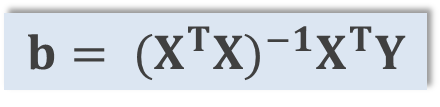 b = (XᵀX)⁻¹XᵀY